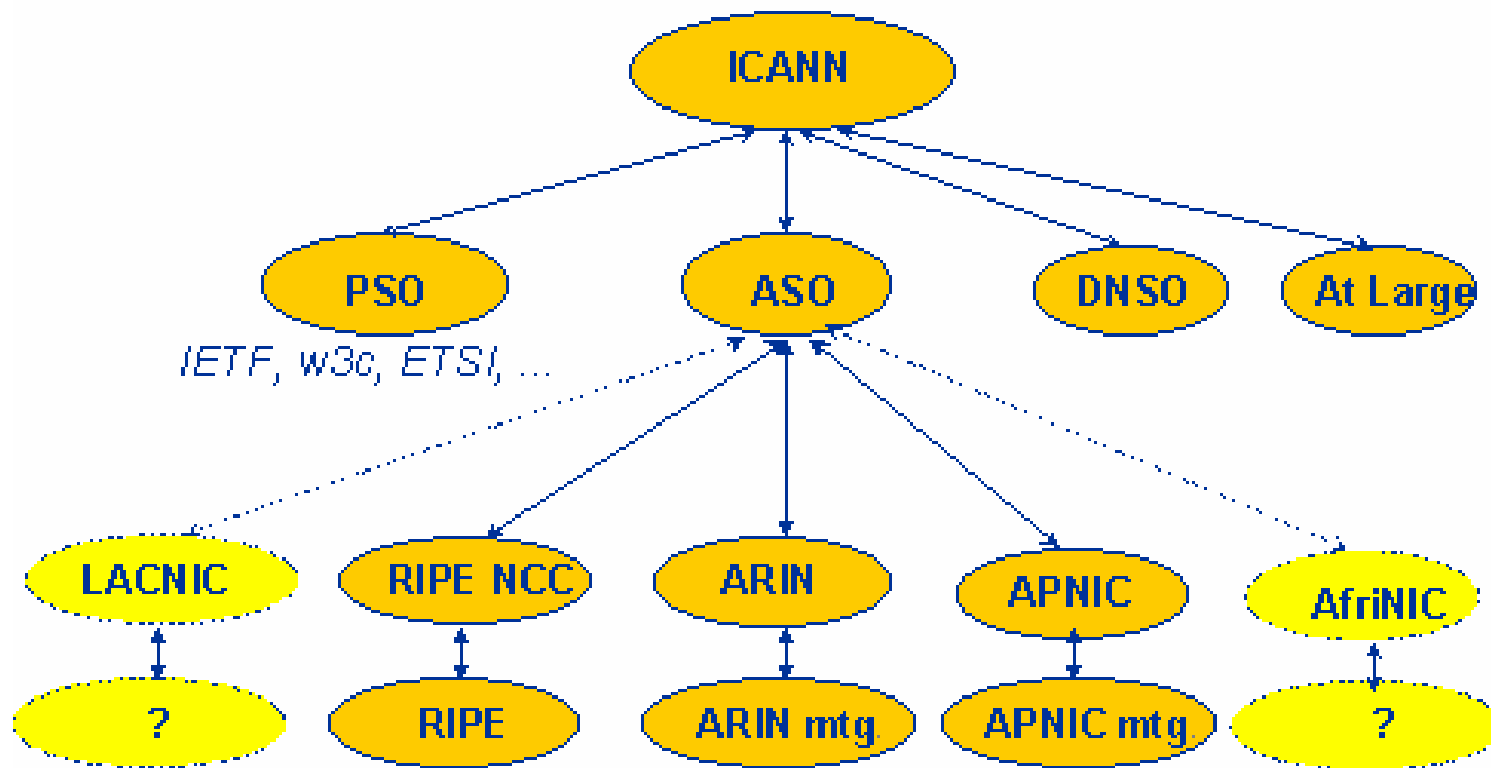 ICANN
PSO
ASO
DNSO
At Large
IETF, w3c, ETSI, ...
LACNIC
RIPE NCC
ARIN
APNIC
AfriNIC
?
RIPE
ARIN mtg.
APNIC mtg.
?